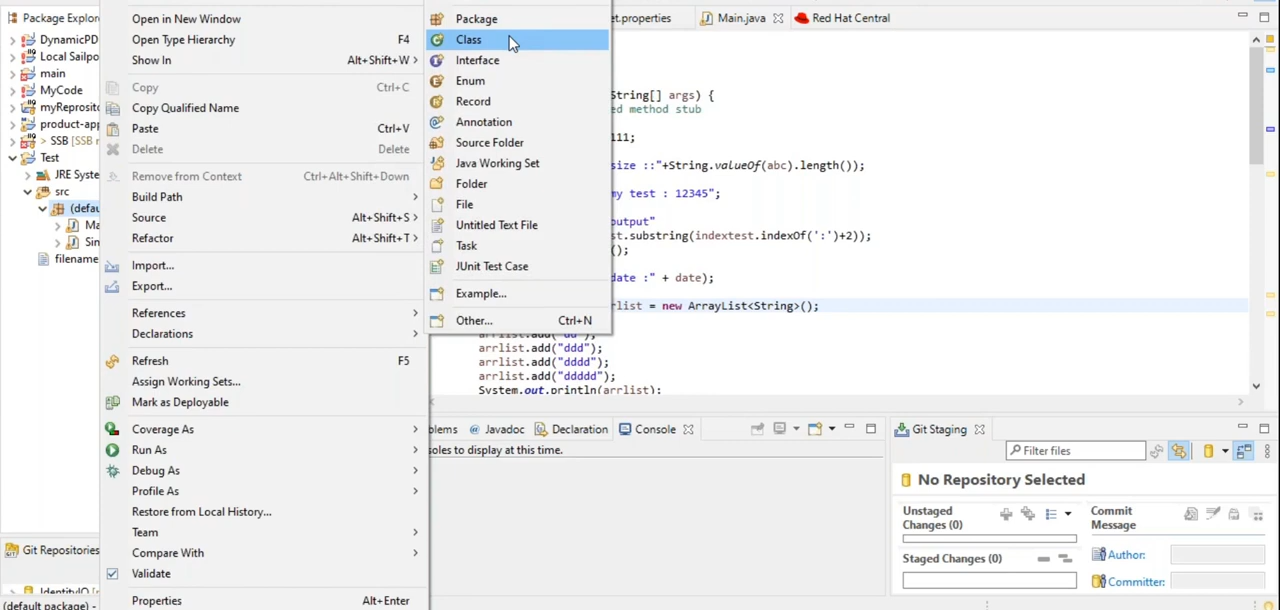 Package Explore
DynamicPD
Local Sailpo
main
MyCode
myReposito
product-app
> SSB [SSB r
Test
JRE Syste
src
(defau
Ma
Sin
filename
Git Repositories
IdentityIQ [m
(default package) -
Open in New Window
Open Type Hierarchy F4
Show In Alt+Shift+W >
Copy Ctrl+C
Copy Qualified Name
Paste Ctrl+V
Delete Delete
Remove from Context Ctrl+Alt+Shift+Down
Build Path >
Source Alt+Shift+S >
Refactor Alt+Shift+T >
Import...
Export...
References >
Declarations >
Refresh F5
Assign Working Sets...
Mark as Deployable
Coverage As >
Run As >
Debug As >
Profile As >
Restore from Local History...
Team >
Compare With >
Validate
Properties Alt+Enter
Package
Class
Interface
Enum
Record
Annotation
Source Folder
Java Working Set
Folder
File
Untitled Text File
Task
JUnit Test Case
Example...
Other... Ctrl+N
et.properties Main.java Red Hat Central
String[] args) {
ed method stub
111;
size ::"+String.valueOf(abc).length());
my test : 12345";
output"
st.substring(indextest.indexOf(':')+2));
();
date :" + date);
rlist = new ArrayList<String>();
arrlist.add("dd");
arrlist.add("ddd");
arrlist.add("dddd");
arrlist.add("ddddd");
System.out.println(arrlist);
blems Javadoc Declaration Console
soles to display at this time.
Git Staging
Filter files
No Repository Selected
Unstaged
Changes (0)
Staged Changes (0)
Commit
Message
Author:
Committer: